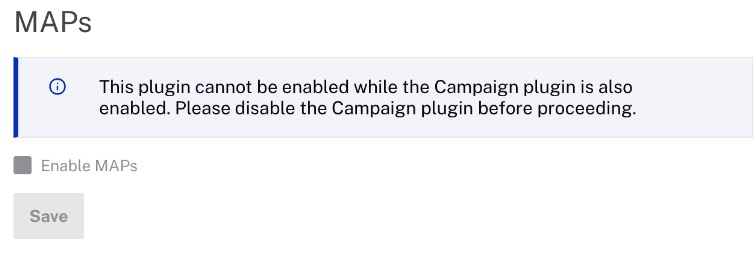 MAPs
This plugin cannot be enabled while the Campaign plugin is also
enabled. Please disable the Campaign plugin before proceeding.
Enable MAPs
Save